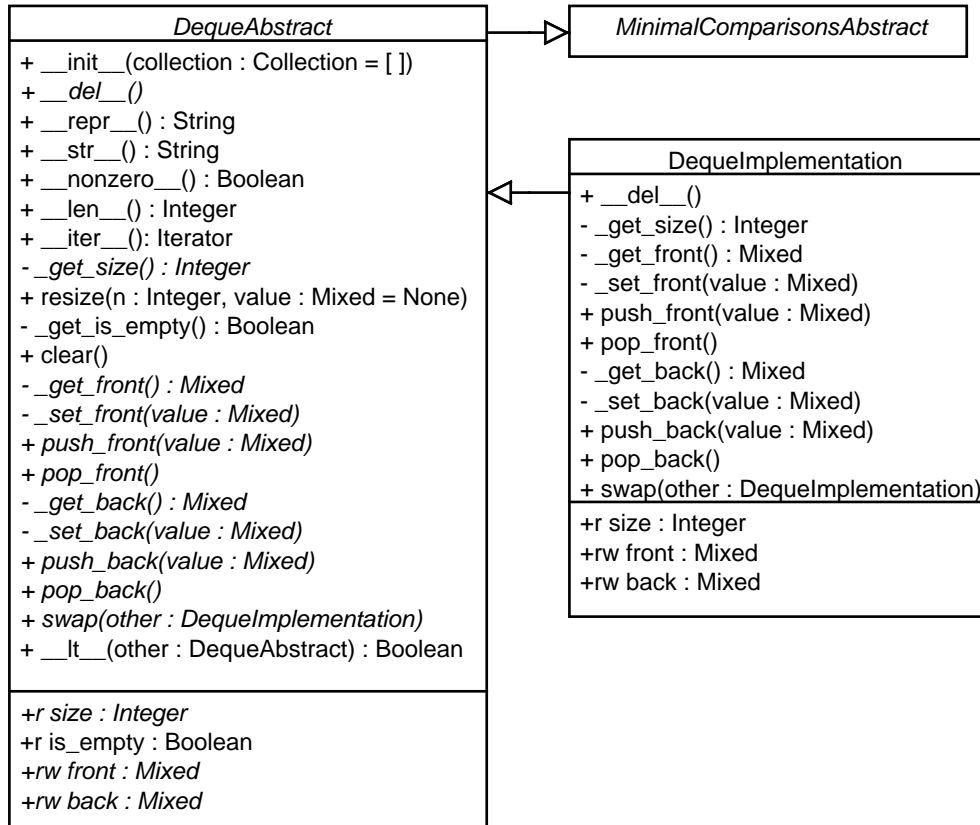 DequeAbstract
+ __init__(collection : Collection = [ ])
+ __del__()
+ __repr__() : String
+ __str__() : String
+ __nonzero__() : Boolean
+ __len__() : Integer
+ __iter__(): Iterator
- _get_size() : Integer
+ resize(n : Integer, value : Mixed = None)
- _get_is_empty() : Boolean
+ clear()
- _get_front() : Mixed
- _set_front(value : Mixed)
+ push_front(value : Mixed)
+ pop_front()
- _get_back() : Mixed
- _set_back(value : Mixed)
+ push_back(value : Mixed)
+ pop_back()
+ swap(other : DequeImplementation)
+ __lt__(other : DequeAbstract) : Boolean
+r size : Integer
+r is_empty : Boolean
+rw front : Mixed
+rw back : Mixed
MinimalComparisonsAbstract
DequeImplementation
+ __del__()
- _get_size() : Integer
- _get_front() : Mixed
- _set_front(value : Mixed)
+ push_front(value : Mixed)
+ pop_front()
- _get_back() : Mixed
- _set_back(value : Mixed)
+ push_back(value : Mixed)
+ pop_back()
+ swap(other : DequeImplementation)
+r size : Integer
+rw front : Mixed
+rw back : Mixed